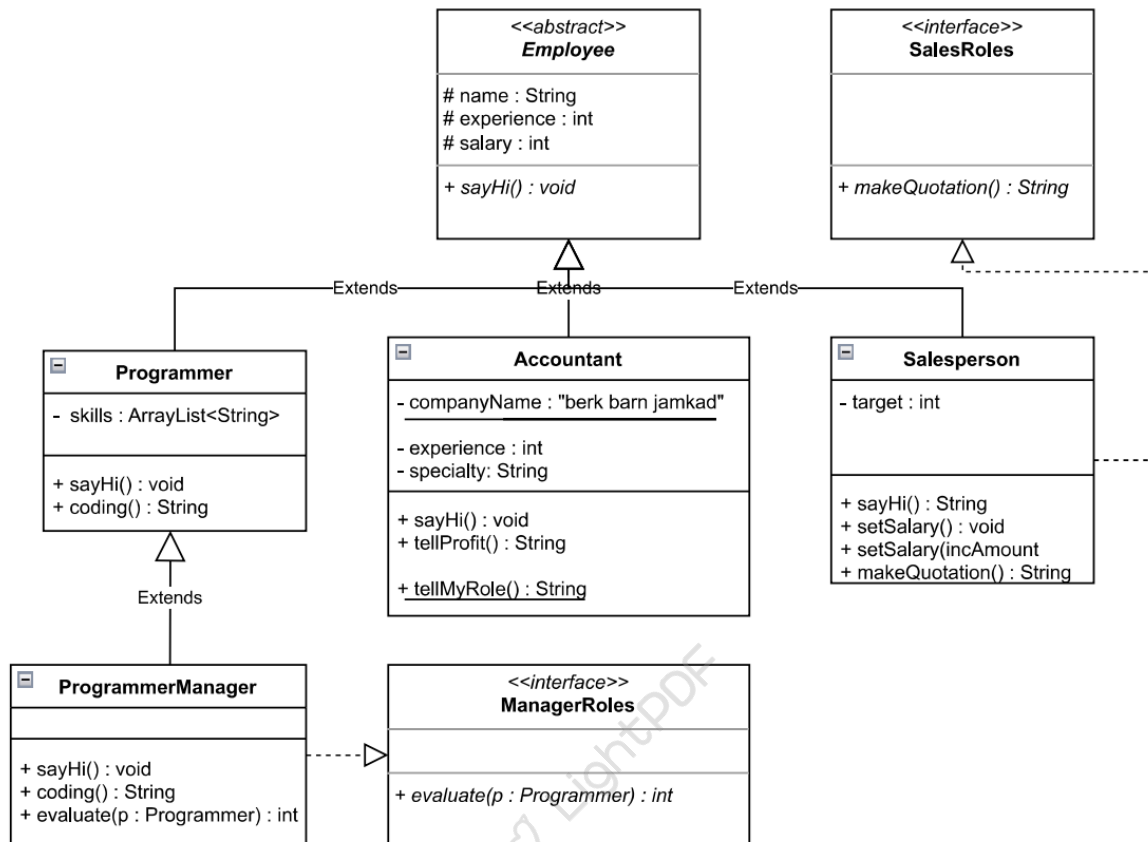 <<abstract>>
Employee
# name : String
# experience : int
# salary : int
+ sayHi() : void
<<interface>>
SalesRoles
+ makeQuotation() : String
Extends
Extends
Extends
Programmer
- skills : ArrayList<String>
+ sayHi() : void
+ coding() : String
Accountant
- companyName : "berk barn jamkad"
- experience : int
- specialty: String
+ sayHi() : void
+ tellProfit() : String
+ tellMyRole() : String
Salesperson
- target : int
+ sayHi() : String
+ setSalary() : void
+ setSalary(incAmount
+ makeQuotation() : String
Extends
ProgrammerManager
+ sayHi() : void
+ coding() : String
+ evaluate(p : Programmer) : int
<<interface>>
ManagerRoles
+ evaluate(p : Programmer) : int
LightPDF